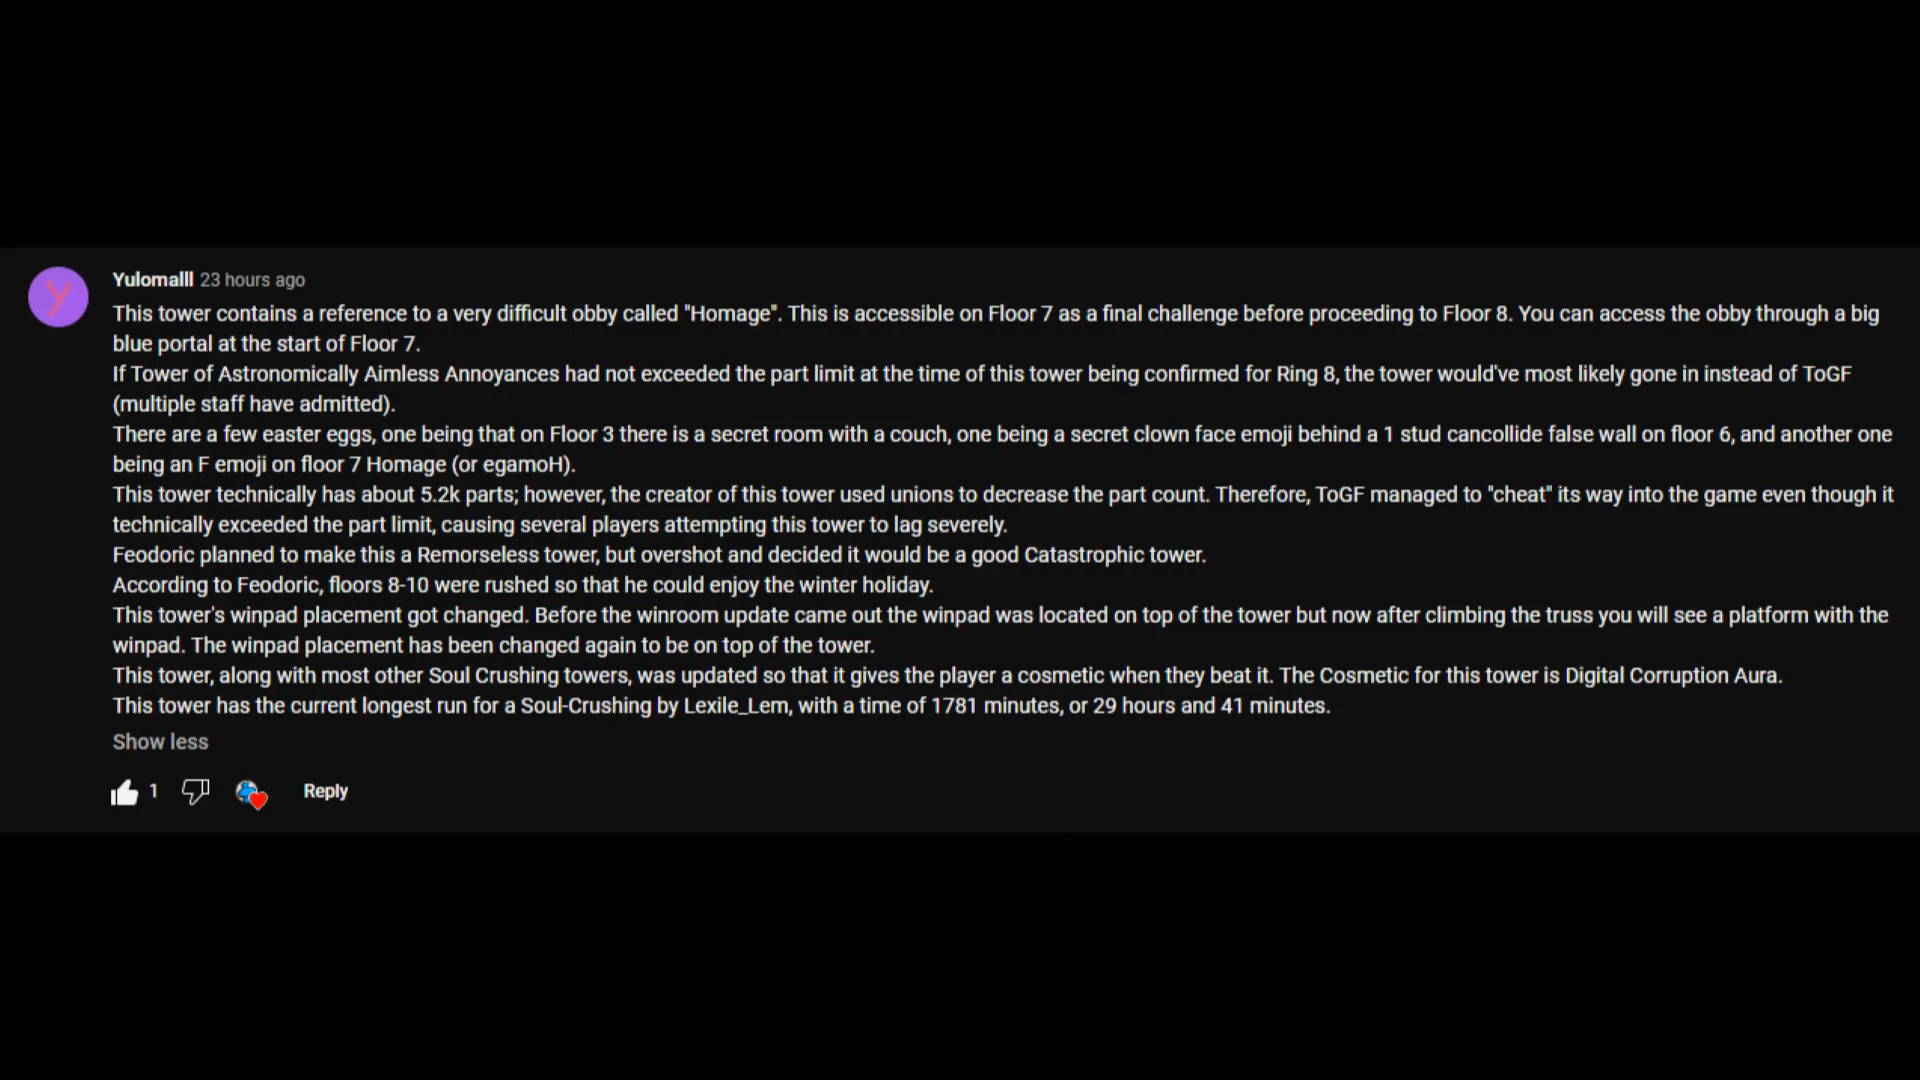 Y
Yulomalll 23 hours ago
This tower contains a reference to a very difficult obby called "Homage". This is accessible on Floor 7 as a final challenge before proceeding to Floor 8. You can access the obby through a big
blue portal at the start of Floor 7.
If Tower of Astronomically Aimless Annoyances had not exceeded the part limit at the time of this tower being confirmed for Ring 8, the tower would've most likely gone in instead of ToGF
(multiple staff have admitted).
There are a few easter eggs, one being that on Floor 3 there is a secret room with a couch, one being a secret clown face emoji behind a 1 stud cancollide false wall on floor 6, and another one
being an F emoji on floor 7 Homage (or egamoH).
This tower technically has about 5.2k parts; however, the creator of this tower used unions to decrease the part count. Therefore, ToGF managed to "cheat" its way into the game even though it
technically exceeded the part limit, causing several players attempting this tower to lag severely.
Feodoric planned to make this a Remorseless tower, but overshot and decided it would be a good Catastrophic tower.
According to Feodoric, floors 8-10 were rushed so that he could enjoy the winter holiday.
This tower's winpad placement got changed. Before the winroom update came out the winpad was located on top of the tower but now after climbing the truss you will see a platform with the
winpad. The winpad placement has been changed again to be on top of the tower.
This tower, along with most other Soul Crushing towers, was updated so that it gives the player a cosmetic when they beat it. The Cosmetic for this tower is Digital Corruption Aura.
This tower has the current longest run for a Soul-Crushing by Lexile_Lem, with a time of 1781 minutes, or 29 hours and 41 minutes.
Show less
1 Reply